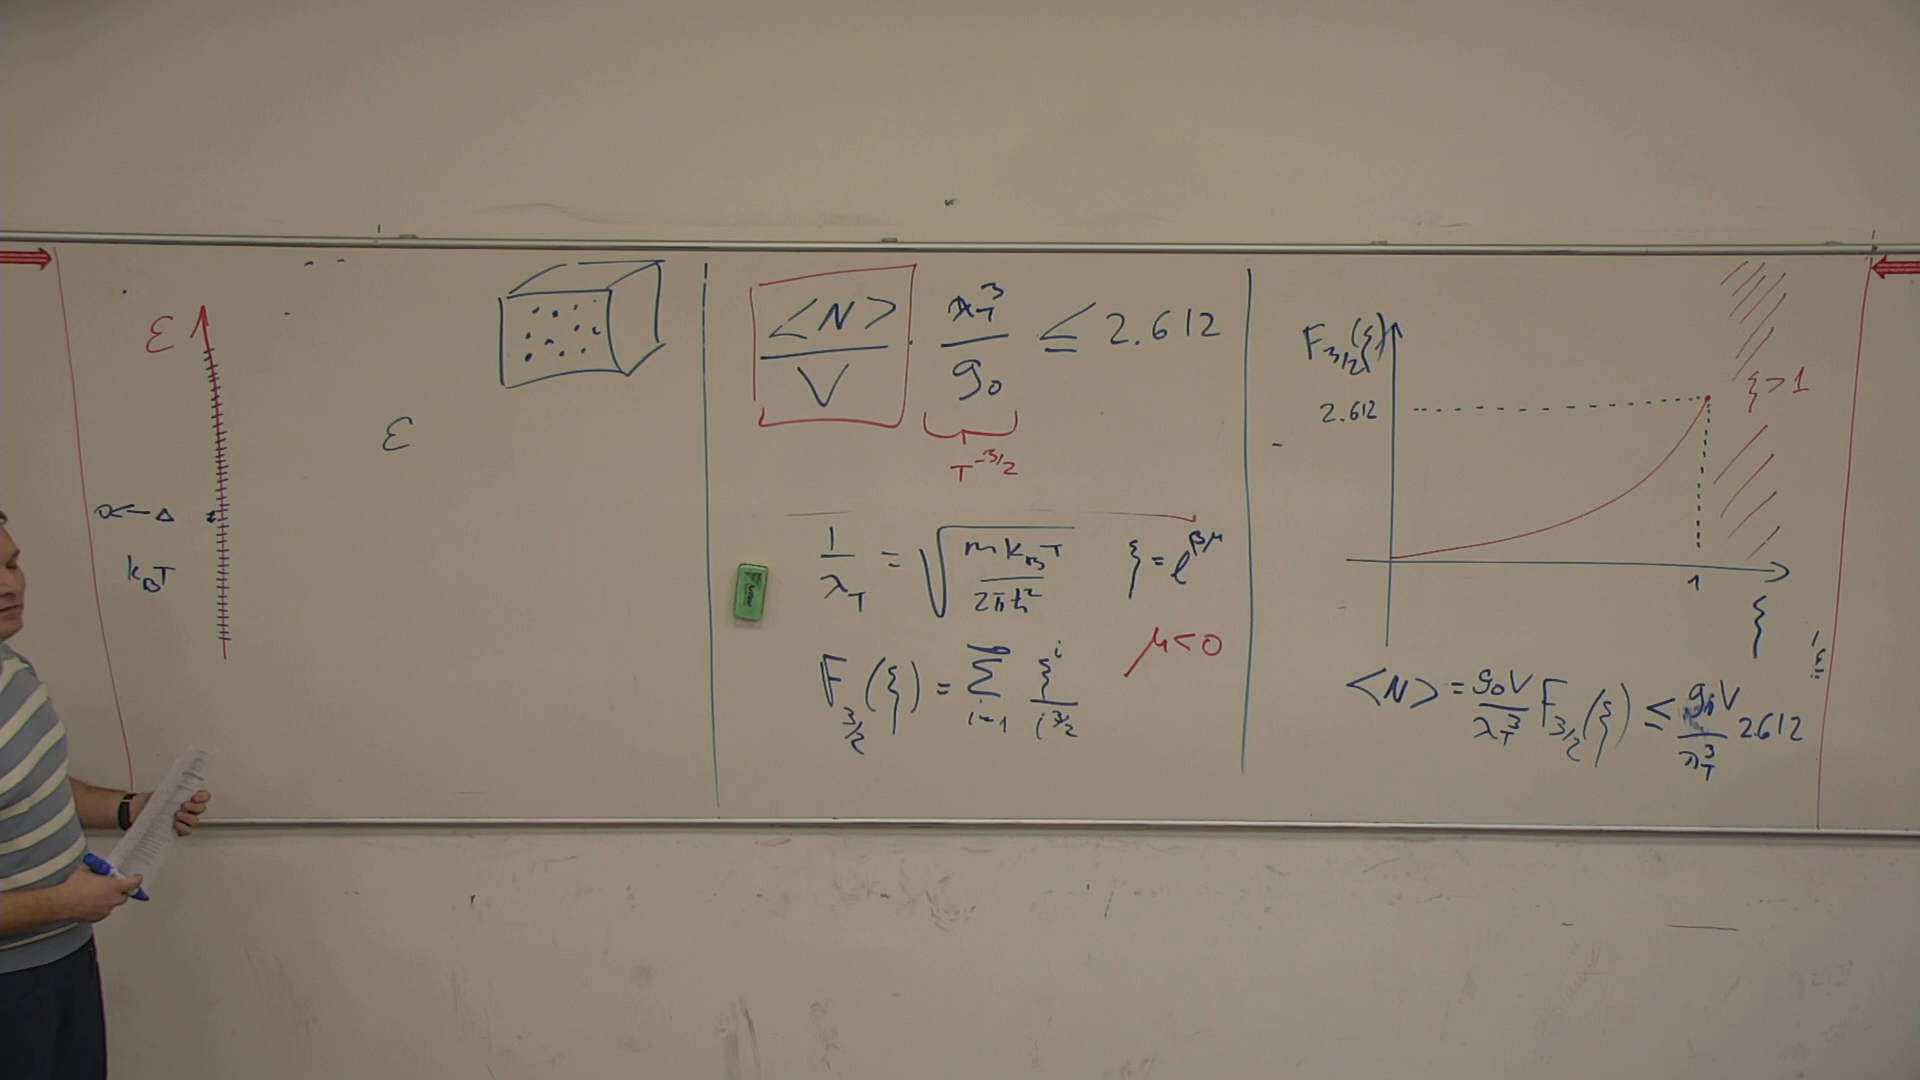 ε
ε
Δ
k_B T
<N>/V · λ_T^3/g_0 ≤ 2.612
T^{-3/2}
1/λ_T = √(m k_B T / 2πħ²) ξ = e^{βμ}
μ<0
F_{3/2}(ξ) = Σ_{i=1}^{∞} ξ^i / i^{3/2}
F_{3/2}(ξ)
2.612
ξ>1
1
ξ
<N> = g_0 V/λ_T^3 F_{3/2}(ξ) ≤ g_0 V/λ_T^3 2.612